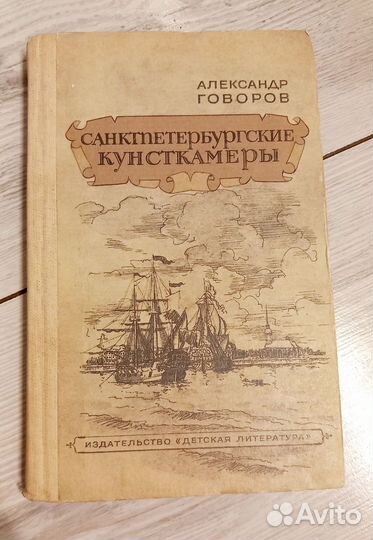 АЛЕКСАНДР
ГОВОРОВ
САНКТПЕТЕРБУРГСКИЕ
КУНСТКАМЕРЫ
ИЗДАТЕЛЬСТВО «ДЕТСКАЯ ЛИТЕРАТУРА»
Avito